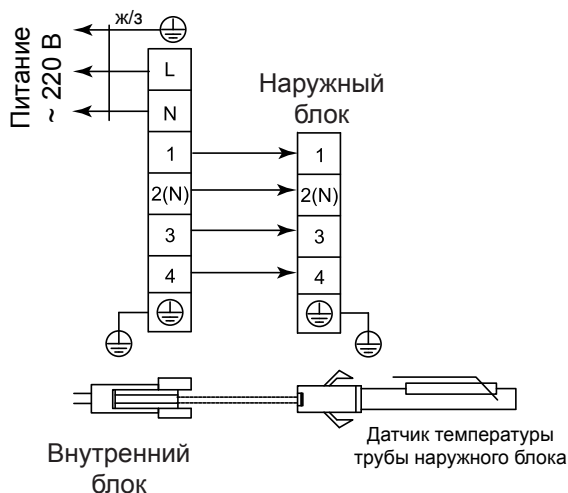 ж/з
Питание
~ 220 В
L
N
1
2(N)
3
4
Наружный
блок
1
2(N)
3
4
Внутренний
блок
Датчик температуры
трубы наружного блока